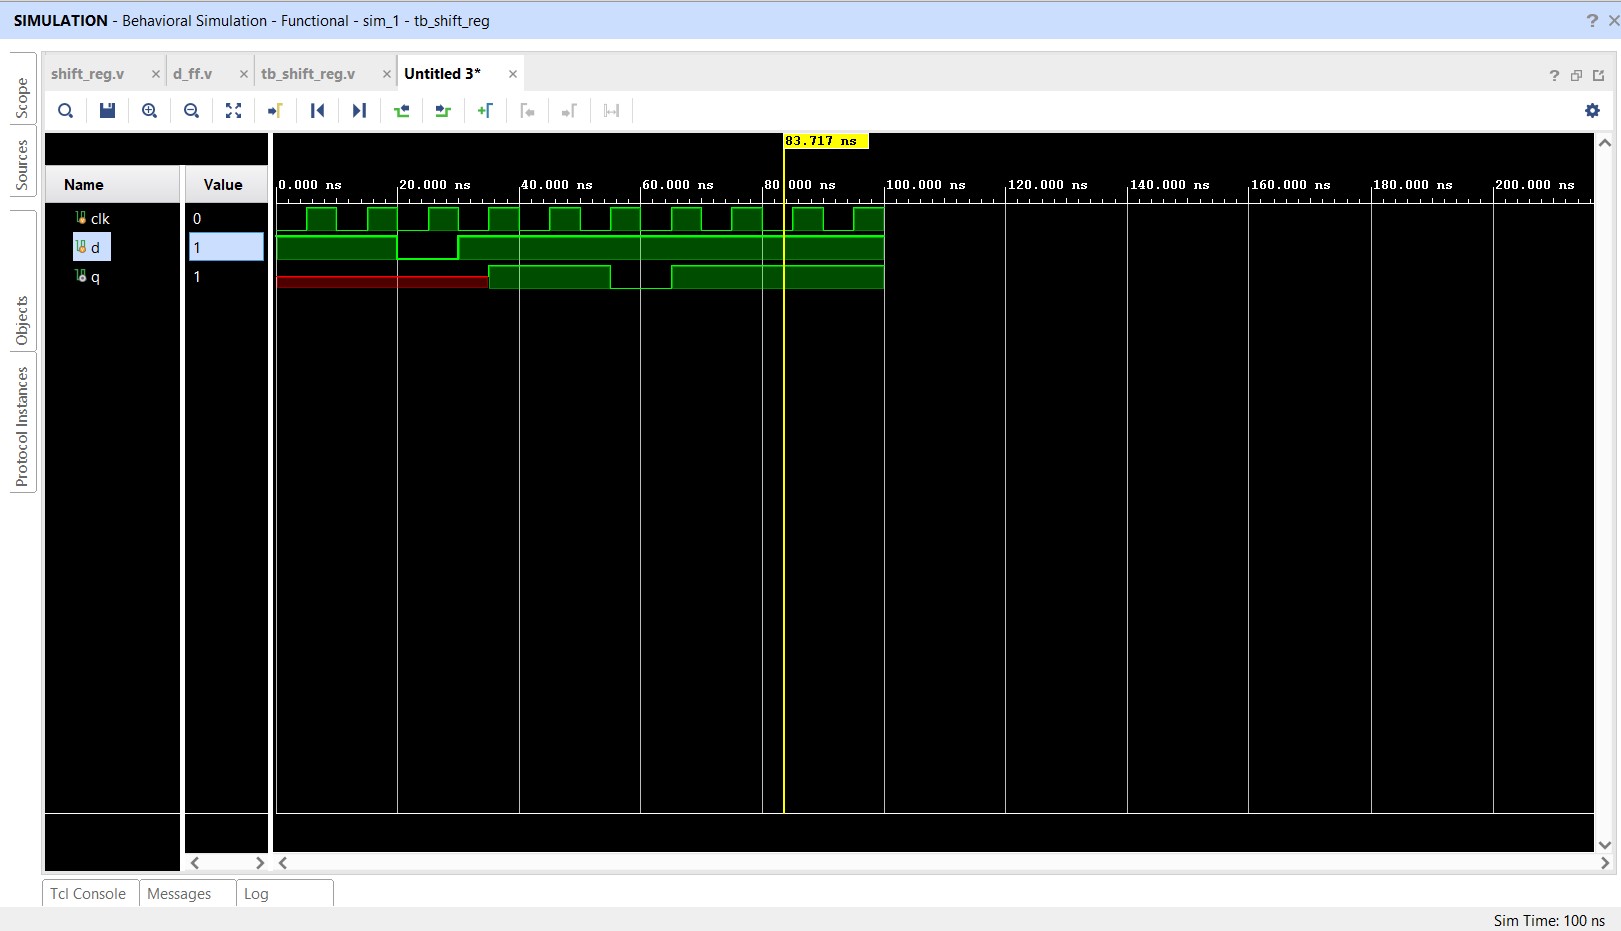 SIMULATION - Behavioral Simulation - Functional - sim_1 - tb_shift_reg
Scope
Sources
Objects
Protocol Instances
shift_reg.v
d_ff.v
tb_shift_reg.v
Untitled 3*
83.717 ns
Name
Value
0.000 ns
20.000 ns
40.000 ns
60.000 ns
80.000 ns
100.000 ns
120.000 ns
140.000 ns
160.000 ns
180.000 ns
200.000 ns
clk 0
d 1
q 1
Tcl Console
Messages
Log
Sim Time: 100 ns